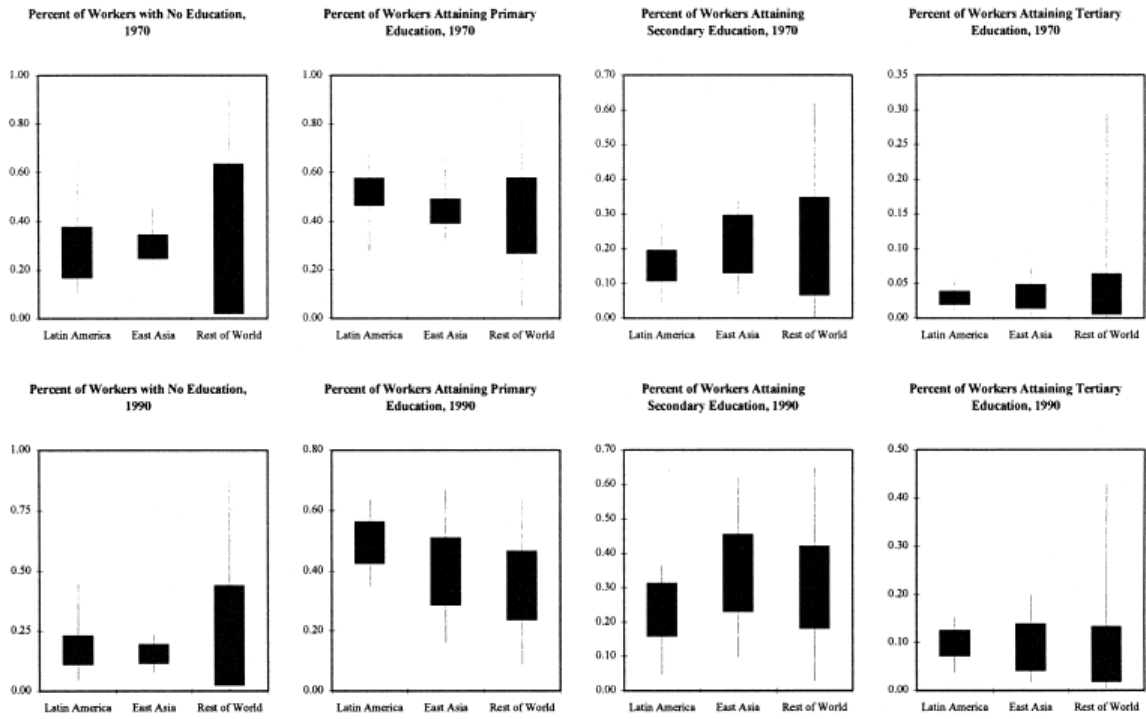 Percent of Workers with No Education,
1970
Percent of Workers Attaining Primary
Education, 1970
Percent of Workers Attaining
Secondary Education, 1970
Percent of Workers Attaining Tertiary
Education, 1970
1.00
0.80
0.60
0.40
0.20
0.00
Latin America East Asia Rest of World
1.00
0.80
0.60
0.40
0.20
0.00
Latin America East Asia Rest of World
0.70
0.60
0.50
0.40
0.30
0.20
0.10
0.00
Latin America East Asia Rest of World
0.35
0.30
0.25
0.20
0.15
0.10
0.05
0.00
Latin America East Asia Rest of World
Percent of Workers with No Education,
1990
Percent of Workers Attaining Primary
Education, 1990
Percent of Workers Attaining
Secondary Education, 1990
Percent of Workers Attaining Tertiary
Education, 1990
1.00
0.75
0.50
0.25
0.00
Latin America East Asia Rest of World
0.80
0.60
0.40
0.20
0.00
Latin America East Asia Rest of World
0.70
0.60
0.50
0.40
0.30
0.20
0.10
0.00
Latin America East Asia Rest of World
0.50
0.40
0.30
0.20
0.10
0.00
Latin America East Asia Rest of World